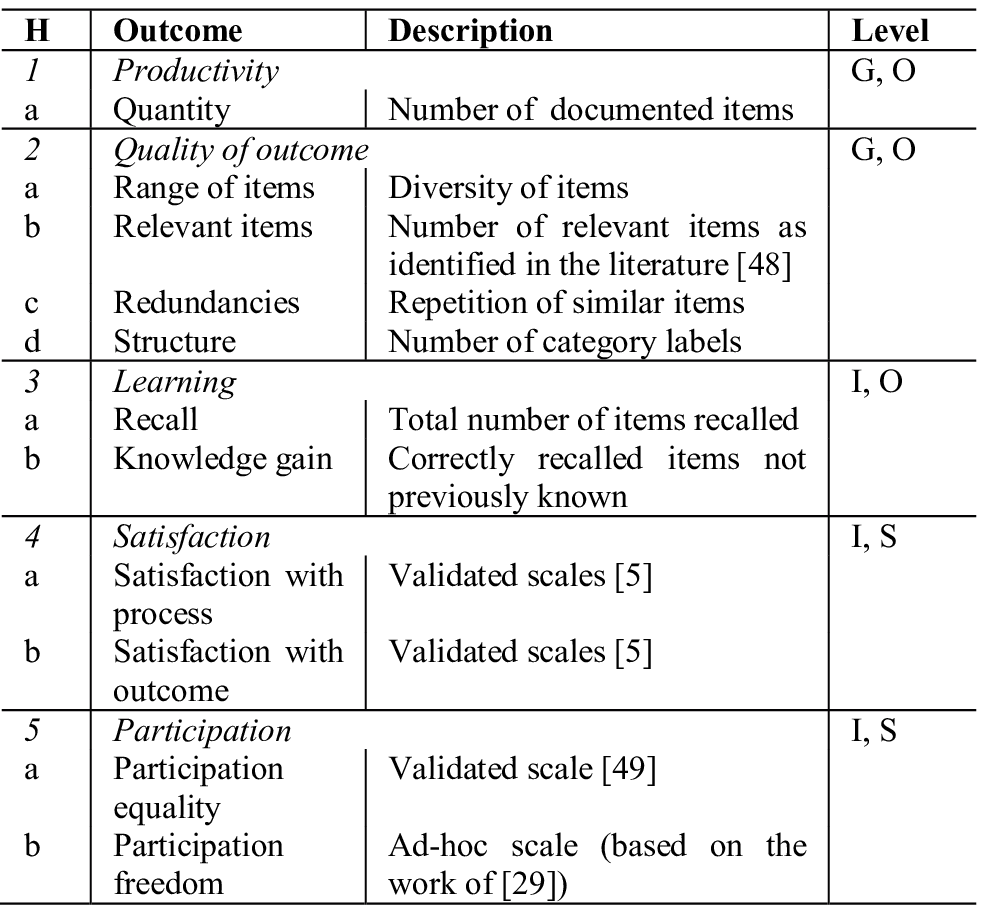 H Outcome Description Level
1 Productivity G, O
a Quantity Number of documented items
2 Quality of outcome G, O
a Range of items Diversity of items
b Relevant items Number of relevant items as
identified in the literature [48]
c Redundancies Repetition of similar items
d Structure Number of category labels
3 Learning I, O
a Recall Total number of items recalled
b Knowledge gain Correctly recalled items not
previously known
4 Satisfaction I, S
a Satisfaction with Validated scales [5]
process
b Satisfaction with Validated scales [5]
outcome
5 Participation I, S
a Participation Validated scale [49]
equality
b Participation Ad-hoc scale (based on the
freedom work of [29])